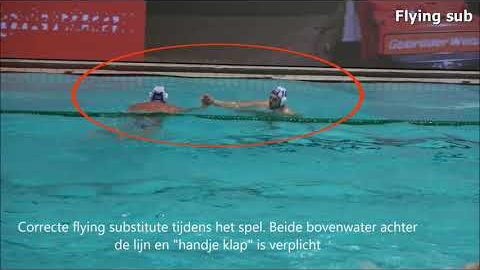 Flying sub
Correcte flying substitute tijdens het spel. Beide bovenwater achter
de lijn en "handje klap" is verplicht